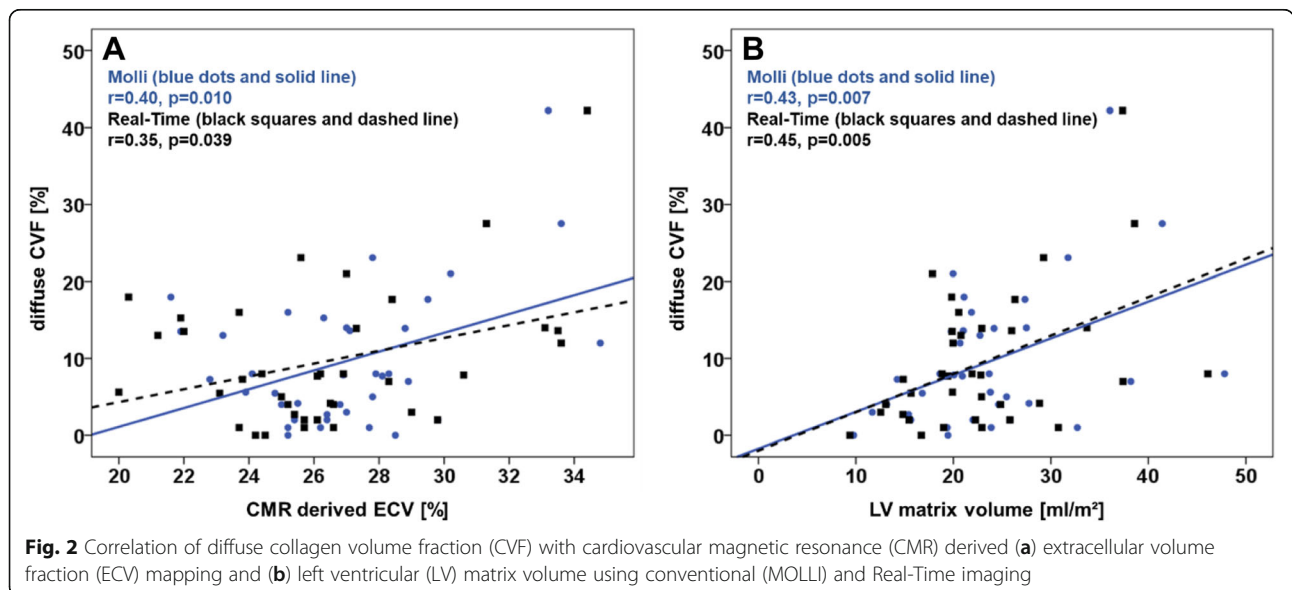 A
Molli (blue dots and solid line)
r=0.40, p=0.010
Real-Time (black squares and dashed line)
r=0.35, p=0.039
diffuse CVF [%]
50
40
30
20
10
0
20 22 24 26 28 30 32 34
CMR derived ECV [%]
B
Molli (blue dots and solid line)
r=0.43, p=0.007
Real-Time (black squares and dashed line)
r=0.45, p=0.005
diffuse CVF [%]
50
40
30
20
10
0
0 10 20 30 40 50
LV matrix volume [ml/m²]
Fig. 2 Correlation of diffuse collagen volume fraction (CVF) with cardiovascular magnetic resonance (CMR) derived (a) extracellular volume
fraction (ECV) mapping and (b) left ventricular (LV) matrix volume using conventional (MOLLI) and Real-Time imaging